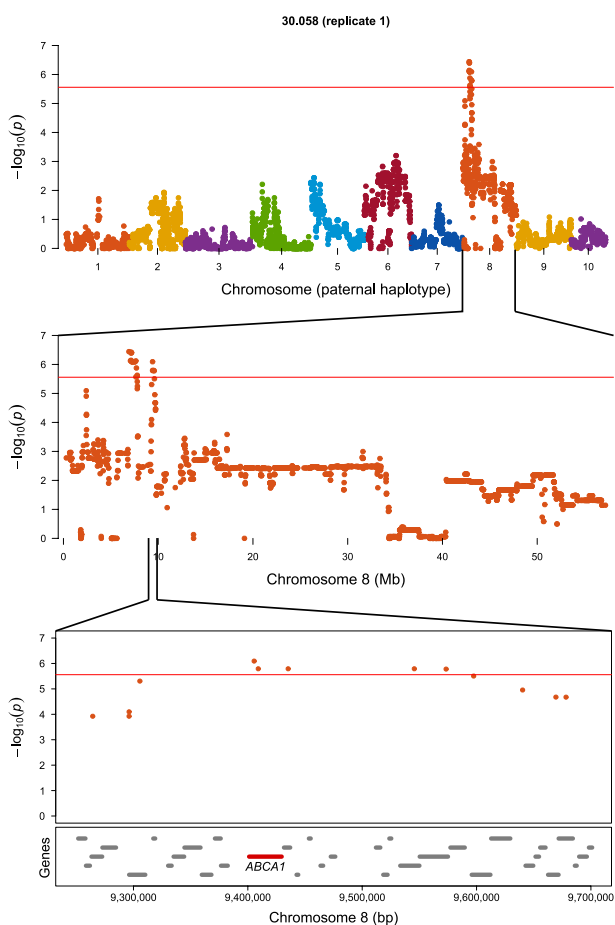 30.058 (replicate 1)
7
6
5
4
3
2
1
0
−log10(p)
1 2 3 4 5 6 7 8 9 10
Chromosome (paternal haplotype)
7
6
5
4
3
2
1
0
−log10(p)
0 10 20 30 40 50
Chromosome 8 (Mb)
7
6
5
4
3
2
1
0
−log10(p)
Genes
ABCA1
9,300,000 9,400,000 9,500,000 9,600,000 9,700,000
Chromosome 8 (bp)